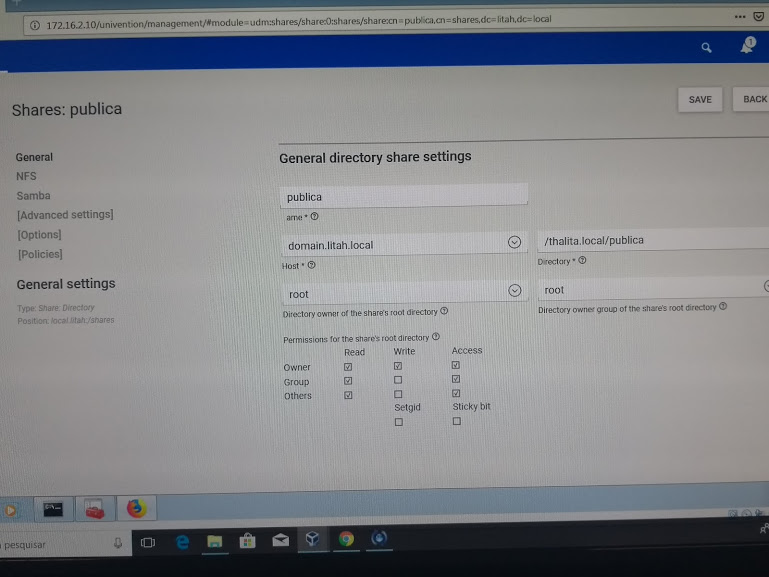 172.16.2.10/univention/management/#module=udm:shares/share:0:shares/share:cn=publica,cn=shares,dc=litah,dc=local
1
Shares: publica
SAVE
BACK
General
NFS
Samba
[Advanced settings]
[Options]
[Policies]
General settings
Type: Share: Directory
Position: local.litah:/shares
General directory share settings
publica
ame *
domain.litah.local
/thalita.local/publica
Host *
Directory *
root
root
Directory owner of the share's root directory
Directory owner group of the share's root directory
Permissions for the share's root directory
Read Write Access
Owner
Group
Others
Setgid Sticky bit
pesquisar